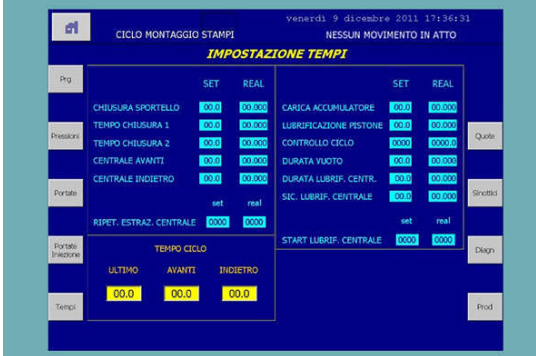 venerdì 9 dicembre 2011 17:36:31
CICLO MONTAGGIO STAMPI NESSUN MOVIMENTO IN ATTO
IMPOSTAZIONE TEMPI
Prg
Pressioni
Portate
Portate
Iniezione
Tempi
SET REAL
CHIUSURA SPORTELLO 00.0 00.000
TEMPO CHIUSURA 1 00.0 00.000
TEMPO CHIUSURA 2 00.0 00.000
CENTRALE AVANTI 00.0 00.000
CENTRALE INDIETRO 00.0 00.000
set real
RIPET. ESTRAZ. CENTRALE 0000 0000
TEMPO CICLO
ULTIMO AVANTI INDIETRO
00.0 00.0 00.0
SET REAL
CARICA ACCUMULATORE 00.0 00.000
LUBRIFICAZIONE PISTONE 00.0 00.000
CONTROLLO CICLO 0000 0000.0
DURATA VUOTO 00.0 00.000
DURATA LUBRIF. CENTR. 00.0 00.000
SIC. LUBRIF. CENTRALE 00.0 00.000
set real
START LUBRIF. CENTRALE 0000 0000
Quote
Sinottici
Diagn
Prod